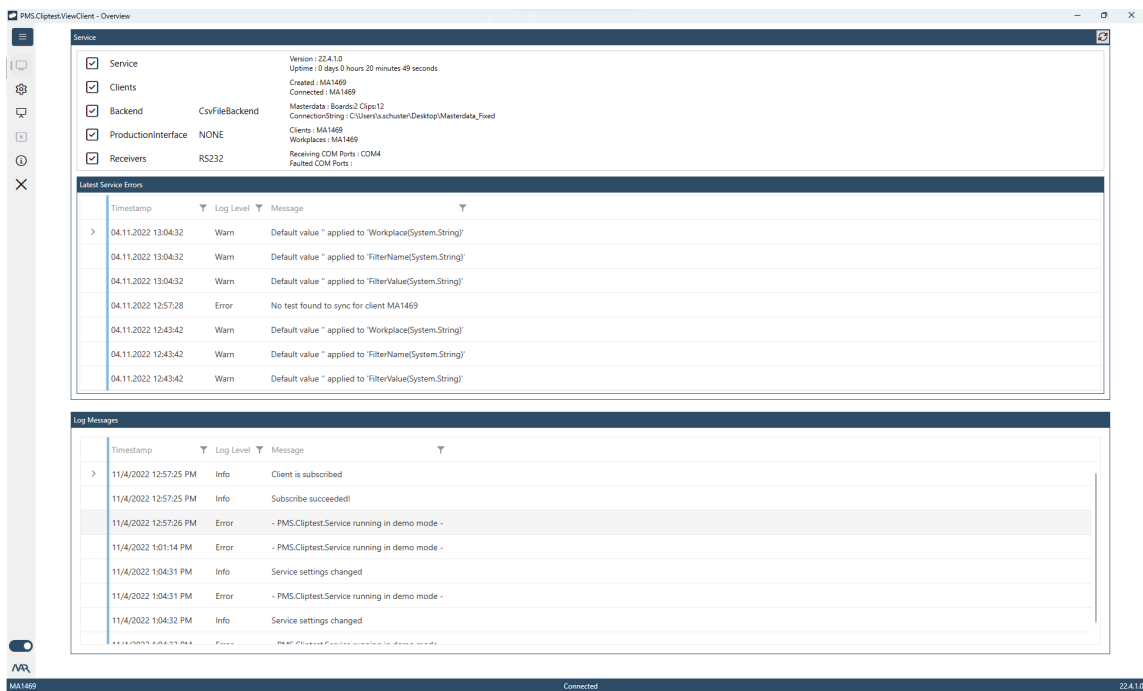 PMS.Cliptest.ViewClient - Overview
Service
Service
Version : 22.4.1.0
Uptime : 0 days 0 hours 20 minutes 49 seconds
Clients
Created : MA1469
Connected : MA1469
Backend CsvFileBackend
Masterdata : Boards:2 Clips:12
ConnectionString : C:\Users\s.schuster\Desktop\Masterdata_Fixed
ProductionInterface NONE
Clients : MA1469
Workplaces : MA1469
Receivers RS232
Receiving COM Ports : COM4
Faulted COM Ports :
Latest Service Errors
Timestamp Log Level Message
04.11.2022 13:04:32 Warn Default value '' applied to 'Workplace(System.String)'
04.11.2022 13:04:32 Warn Default value '' applied to 'FilterName(System.String)'
04.11.2022 13:04:32 Warn Default value '' applied to 'FilterValue(System.String)'
04.11.2022 12:57:28 Error No test found to sync for client MA1469
04.11.2022 12:43:42 Warn Default value '' applied to 'Workplace(System.String)'
04.11.2022 12:43:42 Warn Default value '' applied to 'FilterName(System.String)'
04.11.2022 12:43:42 Warn Default value '' applied to 'FilterValue(System.String)'
Log Messages
Timestamp Log Level Message
11/4/2022 12:57:25 PM Info Client is subscribed
11/4/2022 12:57:25 PM Info Subscribe succeeded!
11/4/2022 12:57:26 PM Error - PMS.Cliptest.Service running in demo mode -
11/4/2022 1:01:14 PM Error - PMS.Cliptest.Service running in demo mode -
11/4/2022 1:04:31 PM Info Service settings changed
11/4/2022 1:04:31 PM Error - PMS.Cliptest.Service running in demo mode -
11/4/2022 1:04:32 PM Info Service settings changed
MA1469 Connected 22.4.1.0